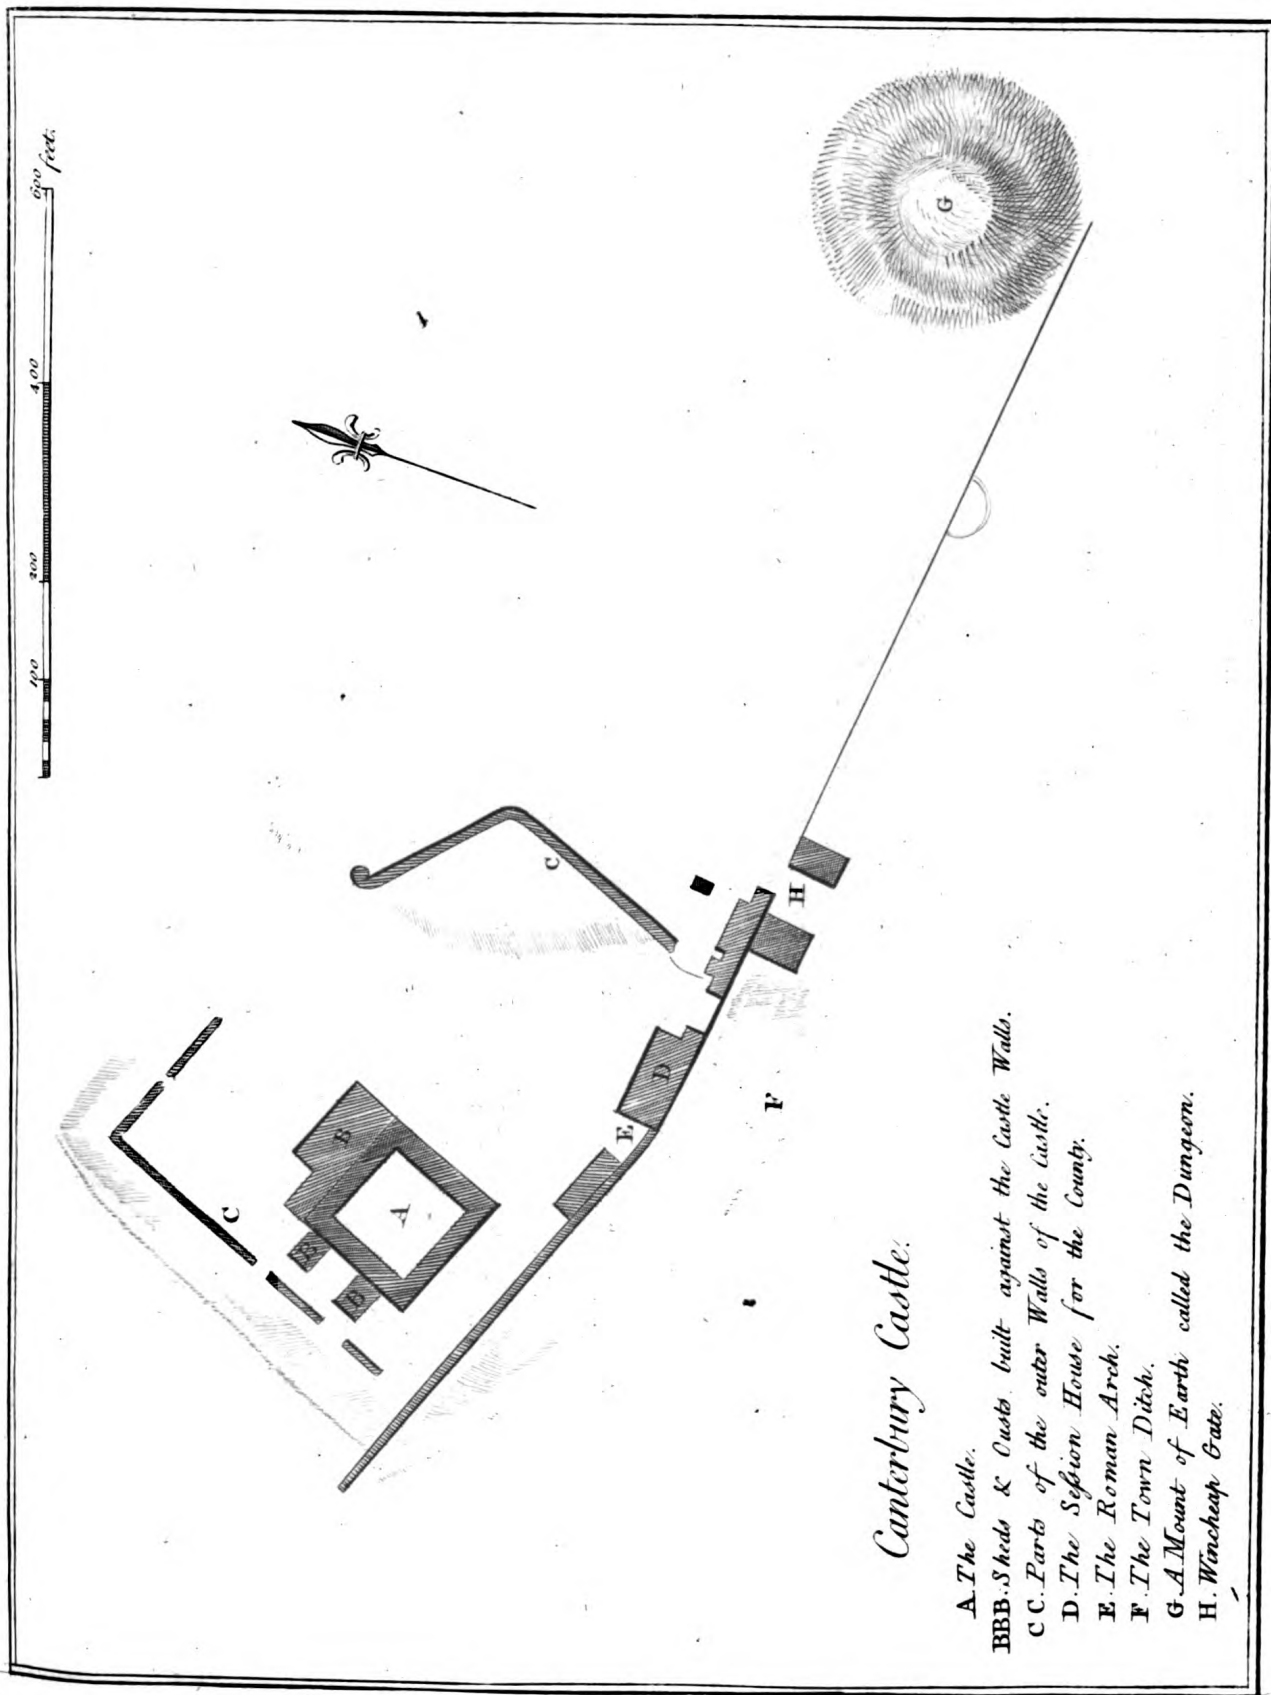 100 200 400 600 feet.
C
C
B
B
B
A
E
D
F
H
G
Canterbury Castle.
A. The Castle.
BBB. Sheds & Ousts built against the Castle Walls.
C C. Parts of the outer Walls of the Castle.
D. The Seſsion House for the County.
E. The Roman Arch.
F. The Town Ditch.
G. A Mount of Earth called the Dungeon.
H. Wincheap Gate.